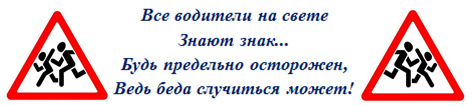 Все водители на свете
Знают знак...
Будь предельно осторожен,
Ведь беда случиться может!